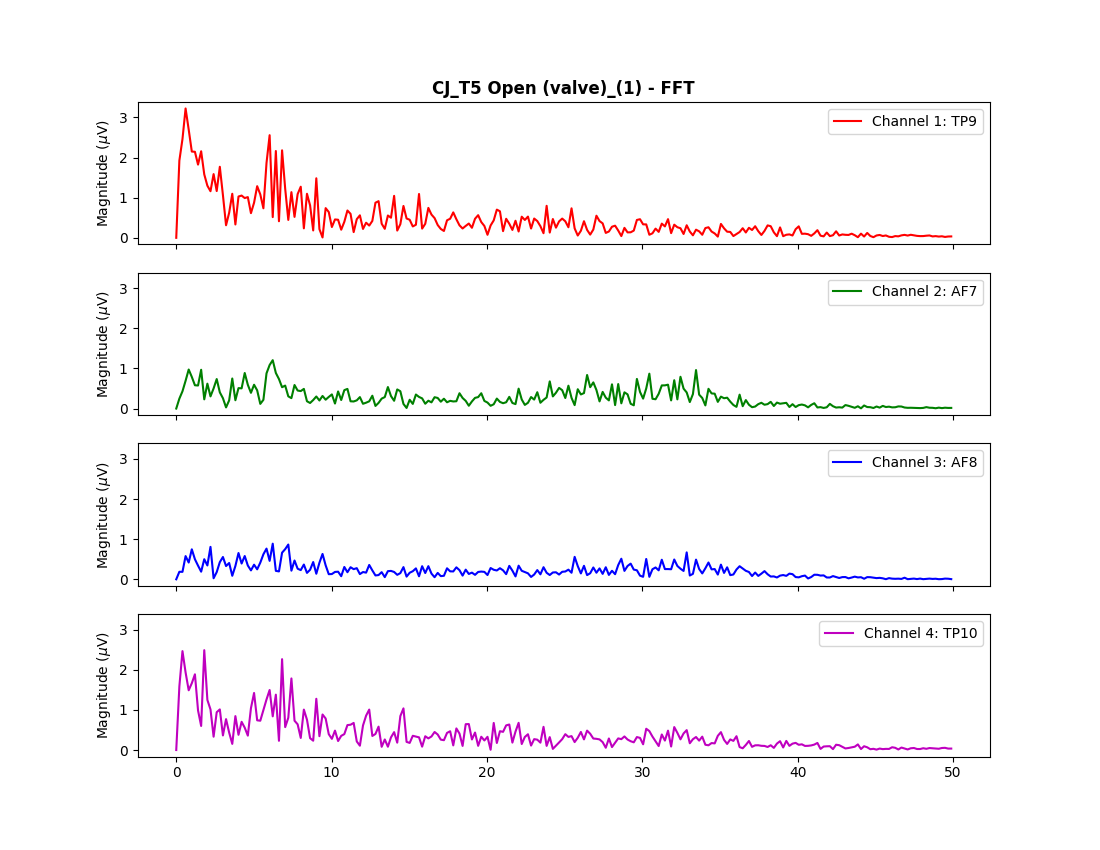 CJ_T5 Open (valve)_(1) - FFT
Magnitude (μV)
3
2
1
0
Channel 1: TP9
Magnitude (μV)
3
2
1
0
Channel 2: AF7
Magnitude (μV)
3
2
1
0
Channel 3: AF8
Magnitude (μV)
3
2
1
0
Channel 4: TP10
0 10 20 30 40 50